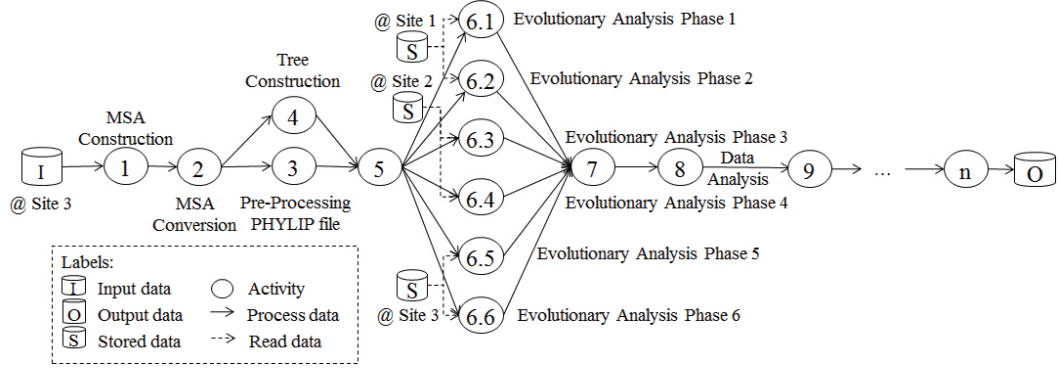 @ Site 1
S
6.1
Evolutionary Analysis Phase 1
Tree
Construction
@ Site 2
S
6.2
Evolutionary Analysis Phase 2
MSA
Construction
4
6.3
Evolutionary Analysis Phase 3
I
@ Site 3
1
2
3
5
7
8
Data
Analysis
9
...
n
O
MSA
Conversion
Pre-Processing
PHYLIP file
6.4
Evolutionary Analysis Phase 4
6.5
Evolutionary Analysis Phase 5
S
@ Site 3
6.6
Evolutionary Analysis Phase 6
Labels:
I Input data
Activity
O Output data
Process data
S Stored data
Read data